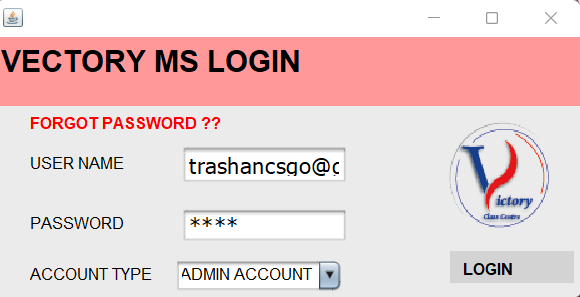 VECTORY MS LOGIN
FORGOT PASSWORD ??
USER NAME trashancsgo@
PASSWORD ****
ACCOUNT TYPE ADMIN ACCOUNT
Victory
Class Centre
LOGIN